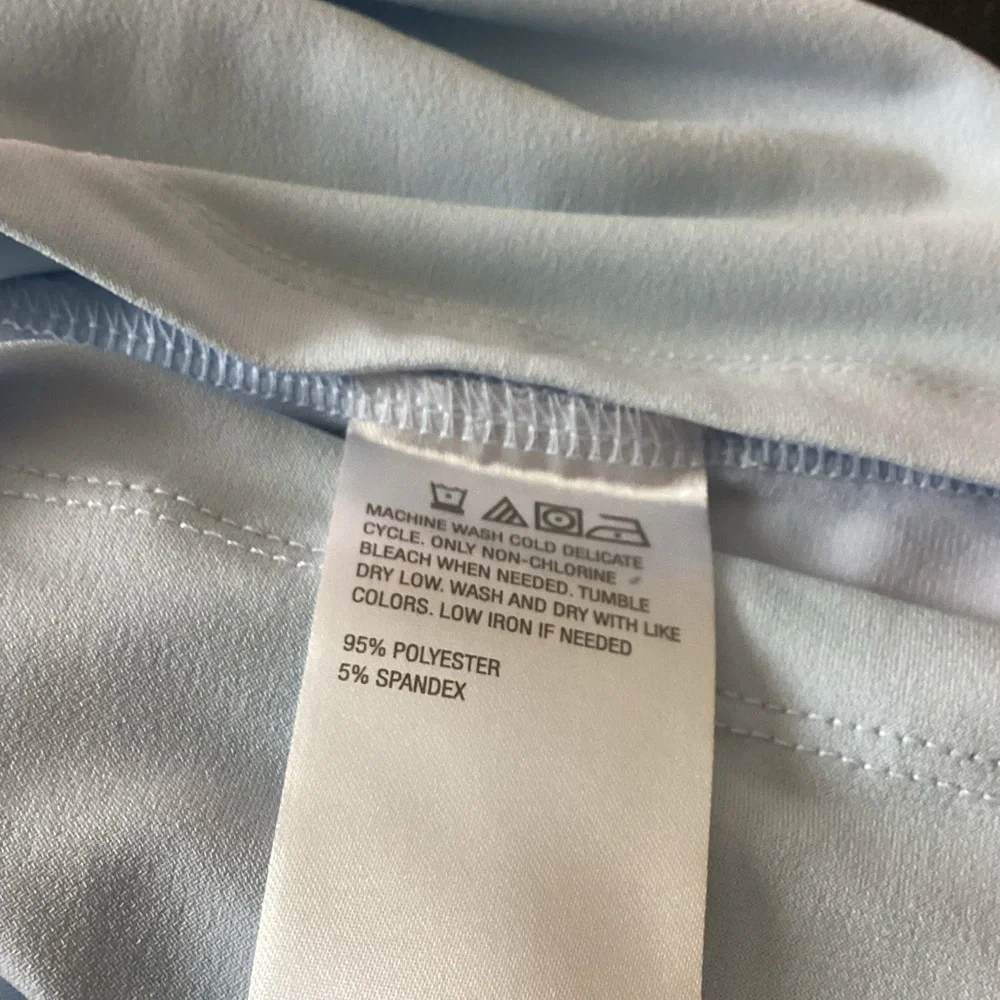 MACHINE WASH COLD DELICATE
CYCLE. ONLY NON-CHLORINE
BLEACH WHEN NEEDED. TUMBLE
DRY LOW. WASH AND DRY WITH LIKE
COLORS. LOW IRON IF NEEDED
95% POLYESTER
5% SPANDEX